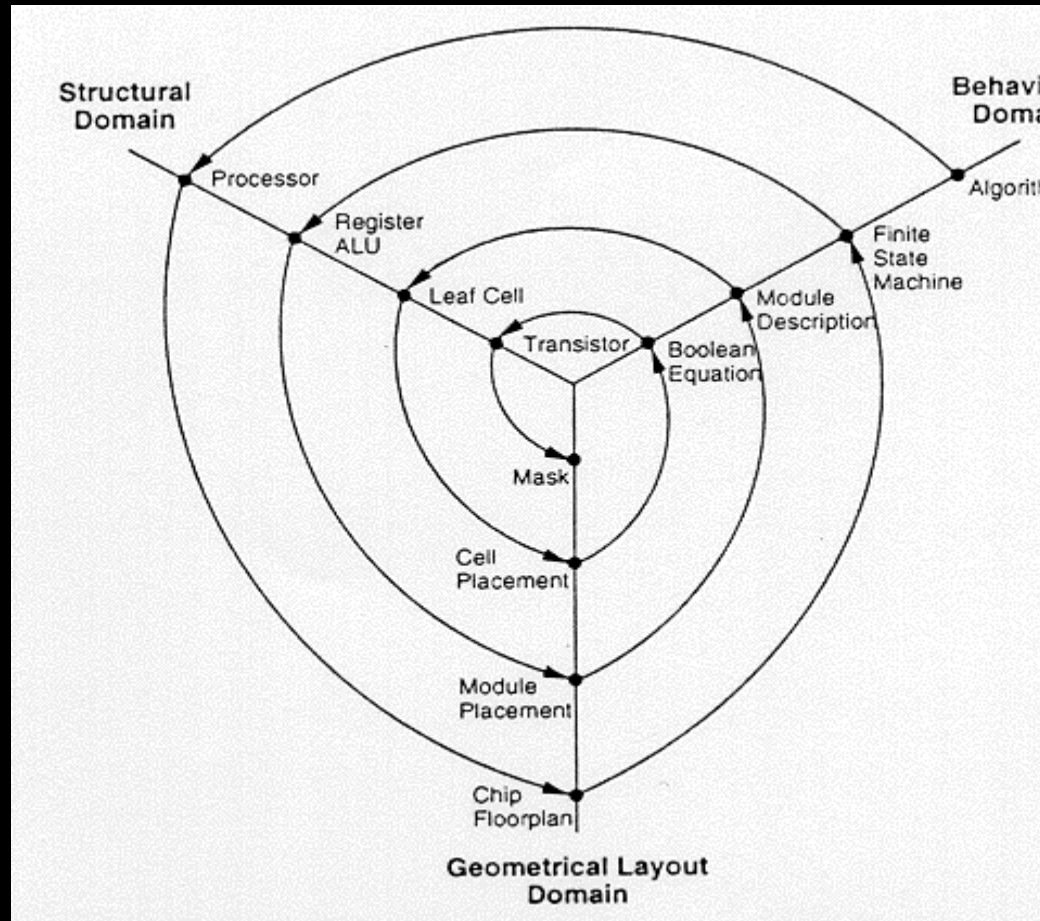 Structural
Domain
Processor
Register
ALU
Leaf Cell
Transistor
Finite
State
Machine
Module
Description
Boolean
Equation
Mask
Cell
Placement
Module
Placement
Chip
Floorplan
Geometrical Layout
Domain